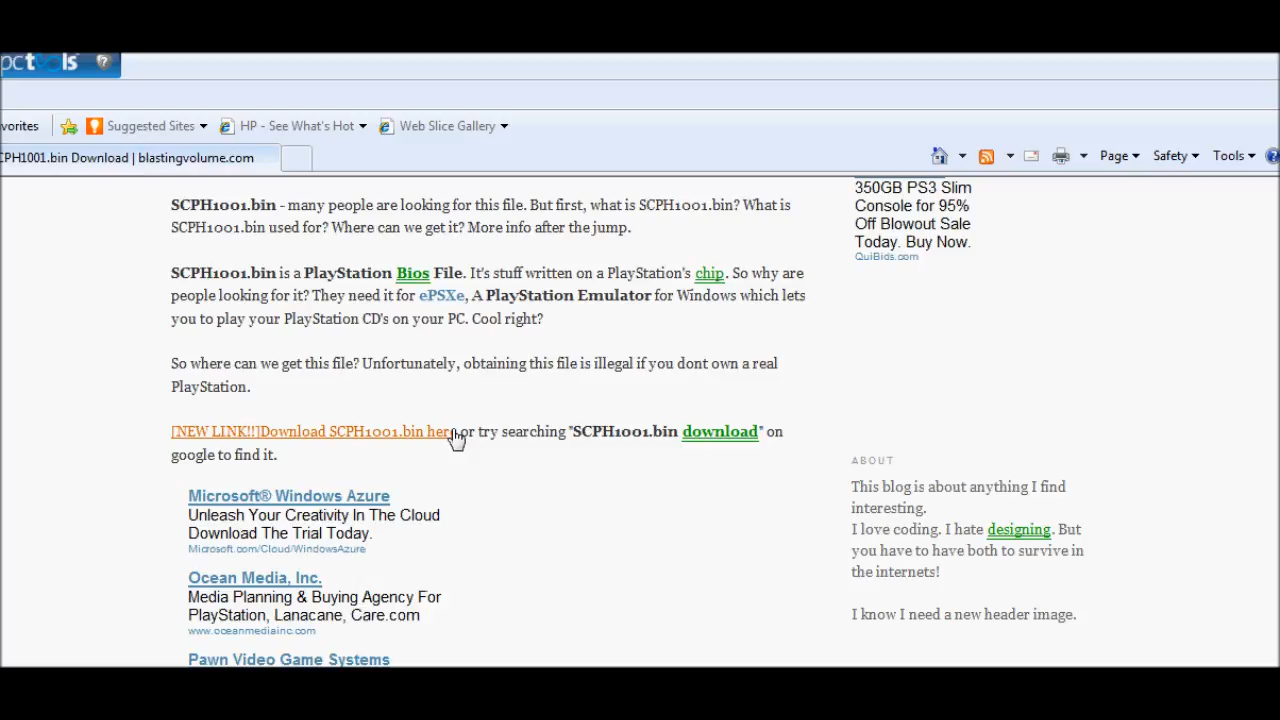 pctools ?
vorites Suggested Sites HP - See What's Hot Web Slice Gallery
CPH1001.bin Download | blastingvolume.com
Page Safety Tools ?
SCPH1001.bin - many people are looking for this file. But first, what is SCPH1001.bin? What is
SCPH1001.bin used for? Where can we get it? More info after the jump.
SCPH1001.bin is a PlayStation Bios File. It's stuff written on a PlayStation's chip. So why are
people looking for it? They need it for ePSXe, A PlayStation Emulator for Windows which lets
you to play your PlayStation CD's on your PC. Cool right?
So where can we get this file? Unfortunately, obtaining this file is illegal if you dont own a real
PlayStation.
[NEW LINK!!]Download SCPH1001.bin here or try searching "SCPH1001.bin download" on
google to find it.
Microsoft® Windows Azure
Unleash Your Creativity In The Cloud
Download The Trial Today.
Microsoft.com/Cloud/WindowsAzure
Ocean Media, Inc.
Media Planning & Buying Agency For
PlayStation, Lanacane, Care.com
www.oceanmediainc.com
Pawn Video Game Systems
350GB PS3 Slim
Console for 95%
Off Blowout Sale
Today. Buy Now.
QuiBids.com
ABOUT
This blog is about anything I find
interesting.
I love coding. I hate designing. But
you have to have both to survive in
the internets!
I know I need a new header image.